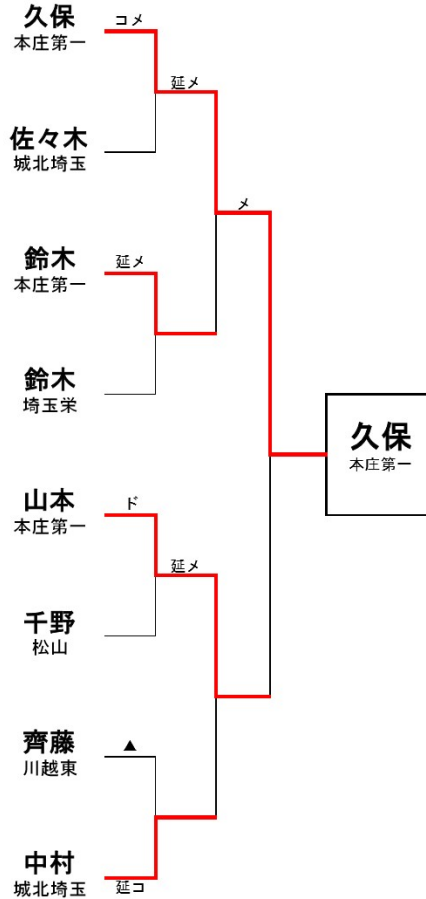 久保
コメ
本庄第一
延メ
佐々木
城北埼玉
メ
鈴木
延メ
本庄第一
鈴木
埼玉栄
久保
本庄第一
山本
ド
本庄第一
延メ
千野
松山
齊藤
▲
川越東
中村
城北埼玉
延コ